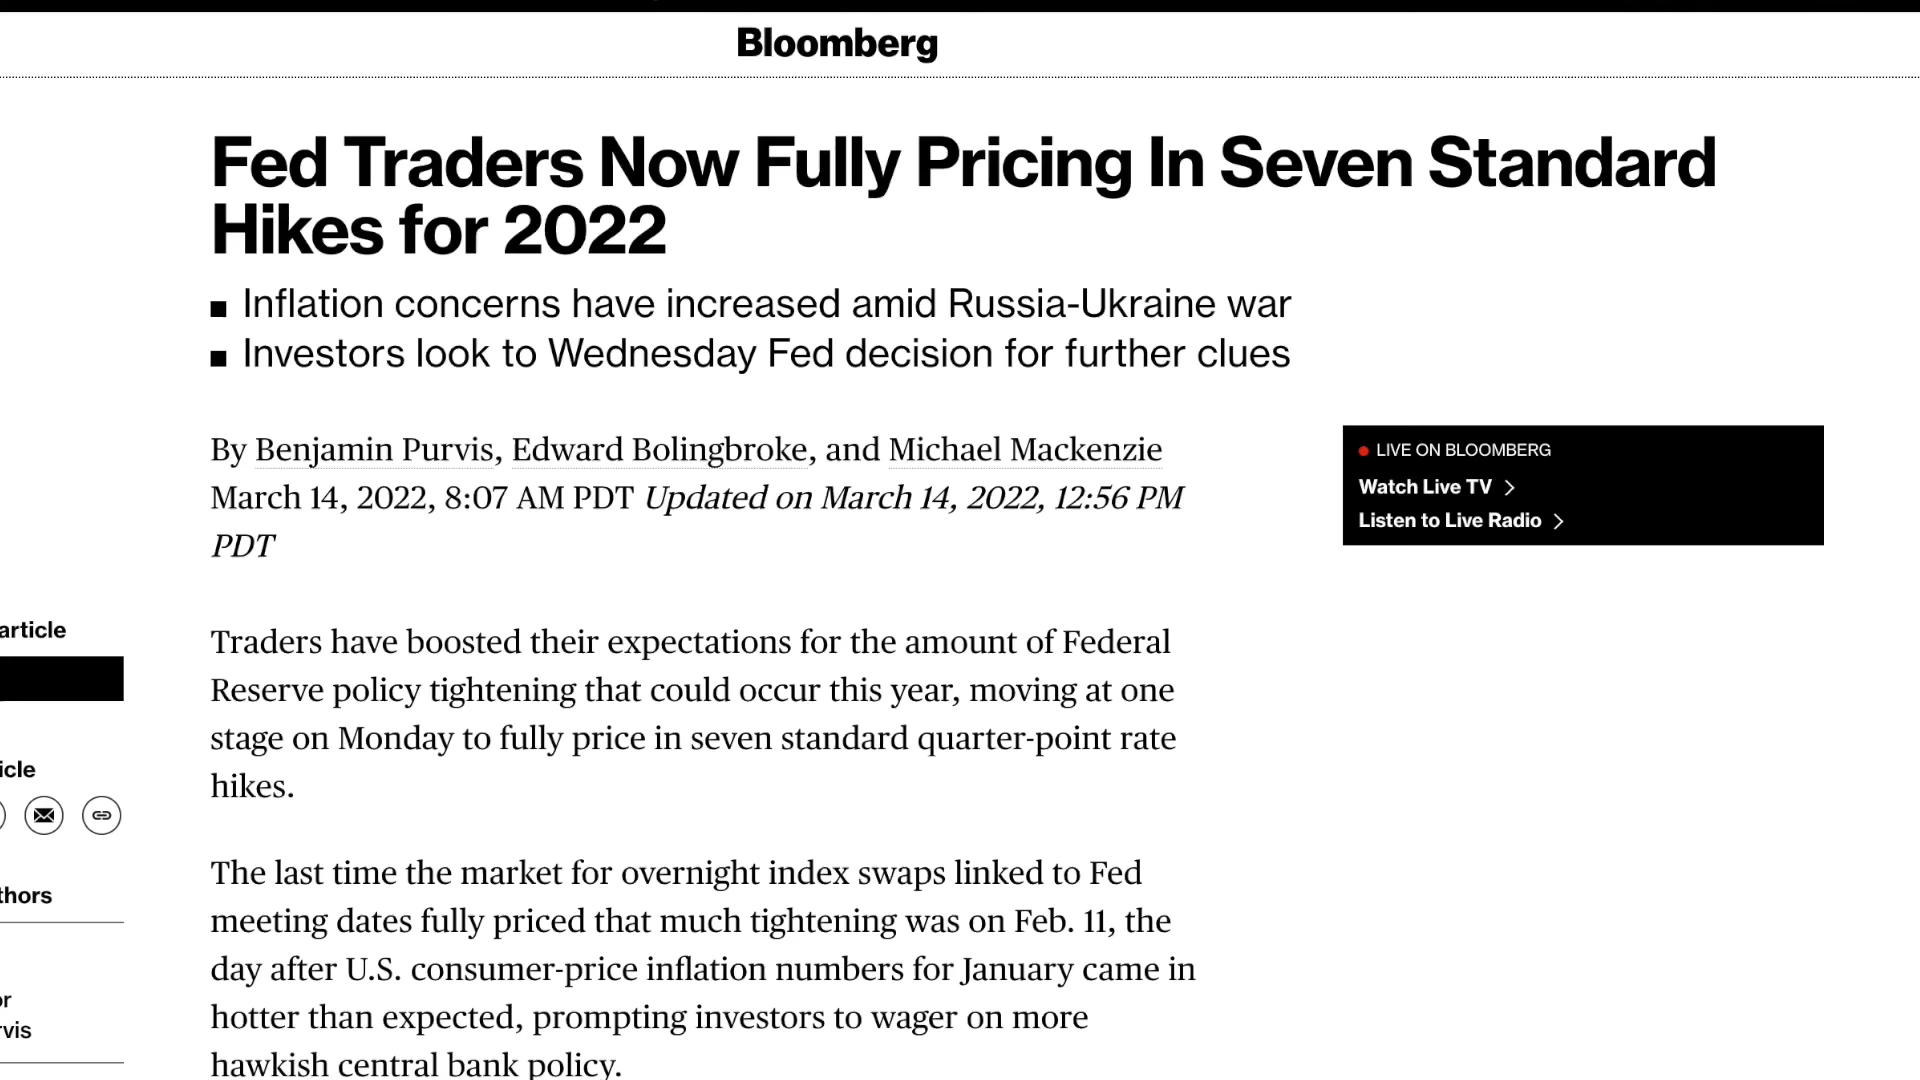 Bloomberg
Fed Traders Now Fully Pricing In Seven Standard
Hikes for 2022
Inflation concerns have increased amid Russia-Ukraine war
Investors look to Wednesday Fed decision for further clues
By Benjamin Purvis, Edward Bolingbroke, and Michael Mackenzie
March 14, 2022, 8:07 AM PDT Updated on March 14, 2022, 12:56 PM
PDT
LIVE ON BLOOMBERG
Watch Live TV
Listen to Live Radio
article
icle
thors
or
rvis
Traders have boosted their expectations for the amount of Federal
Reserve policy tightening that could occur this year, moving at one
stage on Monday to fully price in seven standard quarter-point rate
hikes.
The last time the market for overnight index swaps linked to Fed
meeting dates fully priced that much tightening was on Feb. 11, the
day after U.S. consumer-price inflation numbers for January came in
hotter than expected, prompting investors to wager on more
hawkish central bank policy.